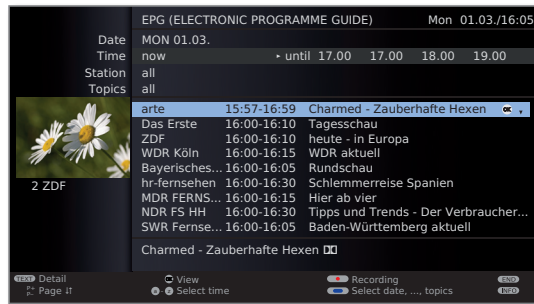 EPG (ELECTRONIC PROGRAMME GUIDE) Mon 01.03./16:05
Date MON 01.03.
Time now ▸ until 17.00 17.00 18.00 19.00
Station all
Topics all
arte 15:57-16:59 Charmed - Zauberhafte Hexen OK
Das Erste 16:00-16:10 Tagesschau
ZDF 16:00-16:10 heute - in Europa
WDR Köln 16:00-16:15 WDR aktuell
Bayerisches... 16:00-16:05 Rundschau
hr-fernsehen 16:00-16:30 Schlemmerreise Spanien
MDR FERNS... 16:00-16:15 Hier ab vier
NDR FS HH 16:00-16:30 Tipps und Trends - Der Verbraucher...
SWR Fernse... 16:00-16:05 Baden-Württemberg aktuell
2 ZDF
Charmed - Zauberhafte Hexen
TEXT Detail View Recording END
P+ P- Page Select time Select date, ..., topics INFO